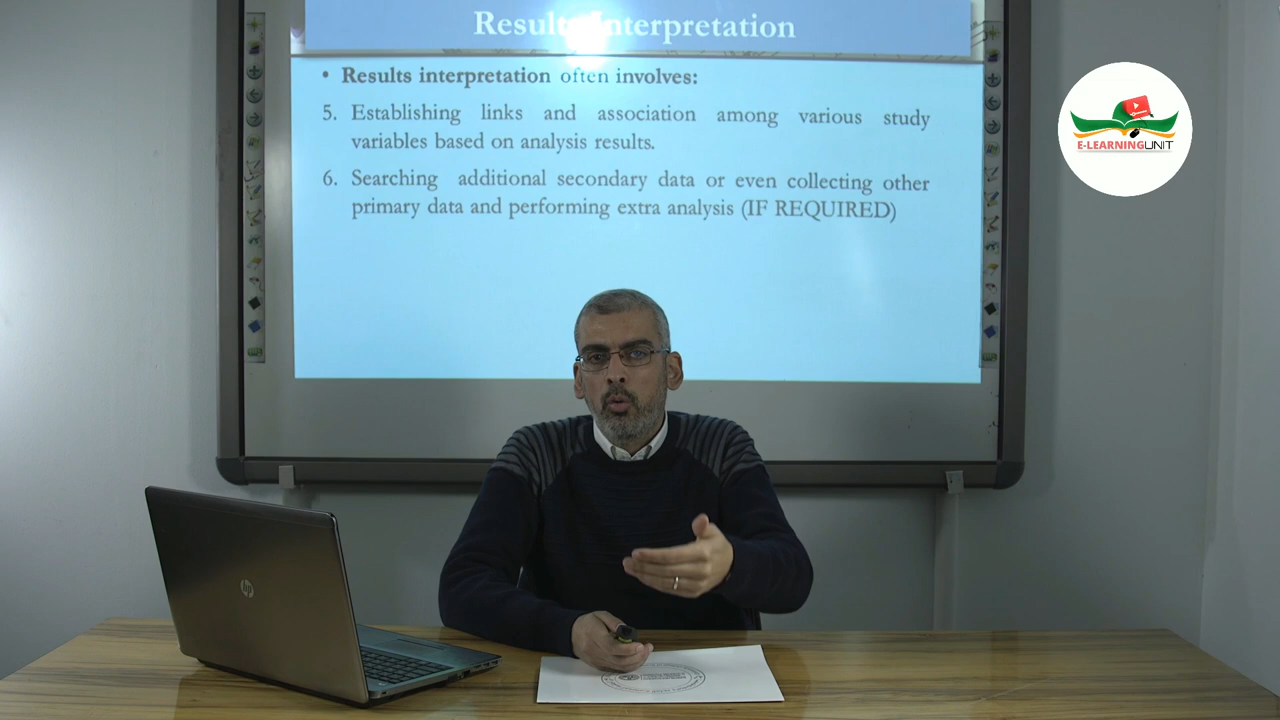 Results Interpretation
• Results interpretation often involves:
5. Establishing links and association among various study
variables based on analysis results.
6. Searching additional secondary data or even collecting other
primary data and performing extra analysis (IF REQUIRED)
E-LEARNINGUNIT
hp